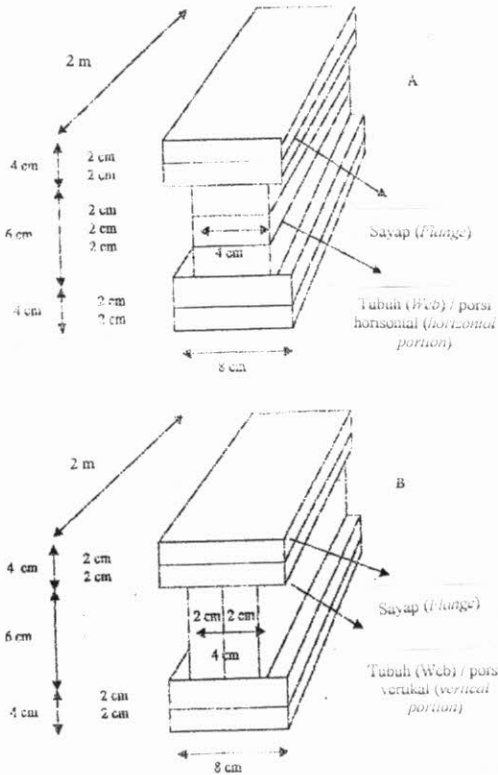 2 m
A
4 cm
2 cm
2 cm
6 cm
2 cm
2 cm
2 cm
4 cm
Sayap (Flange)
4 cm
2 cm
2 cm
Tubuh (Web) / porsi
horisontal (horizontal
portion)
8 cm
2 m
B
4 cm
2 cm
2 cm
6 cm
2 cm
2 cm
4 cm
Sayap (Flange)
4 cm
2 cm
2 cm
Tubuh (Web) / pors
vertikal (vertical
portion)
8 cm